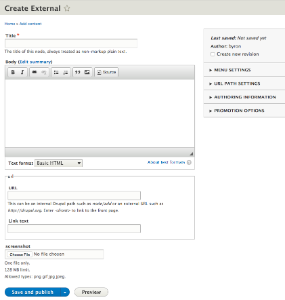 Create External
Home » Add content
Title *
The title of this node, always treated as non-markup plain text.
Body (Edit summary)
B I Source
Text format Basic HTML
About text formats
url
URL
This can be an internal Drupal path such as node/add or an external URL such as
http://drupal.org. Enter <front> to link to the front page.
Link text
screenshot
Choose File No file chosen
One file only.
128 MB limit.
Allowed types: png gif jpg jpeg.
Save and publish
Preview
Last saved: Not saved yet
Author: byron
Create new revision
MENU SETTINGS
URL PATH SETTINGS
AUTHORING INFORMATION
PROMOTION OPTIONS